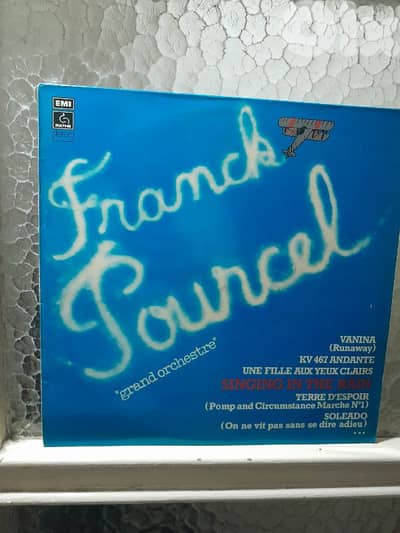 EMI
PATHE
Franck
Pourcel
"grand orchestre"
VANINA
(Runaway)
KV 467 ANDANTE
UNE FILLE AUX YEUX CLAIRS
SINGING IN THE RAIN
TERRE D'ESPOIR
(Pomp and Circumstance Marche N°1)
SOLEADO
(On ne vit pas sans se dire adieu)
...